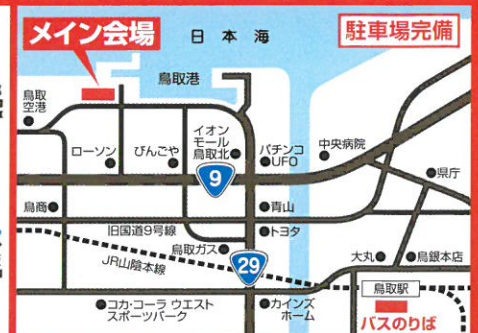 メイン会場
日本海
駐車場完備
鳥取港
鳥取
空港
ローソン
びんごや
イオン
モール
鳥取北
パチンコ
UFO
中央病院
県庁
9
鳥商
旧国道9号線
青山
トヨタ
鳥取ガス
JR山陰本線
29
大丸
鳥銀本店
鳥取駅
コカ・コーラ ウエスト
スポーツパーク
カインズ
ホーム
バスのりば